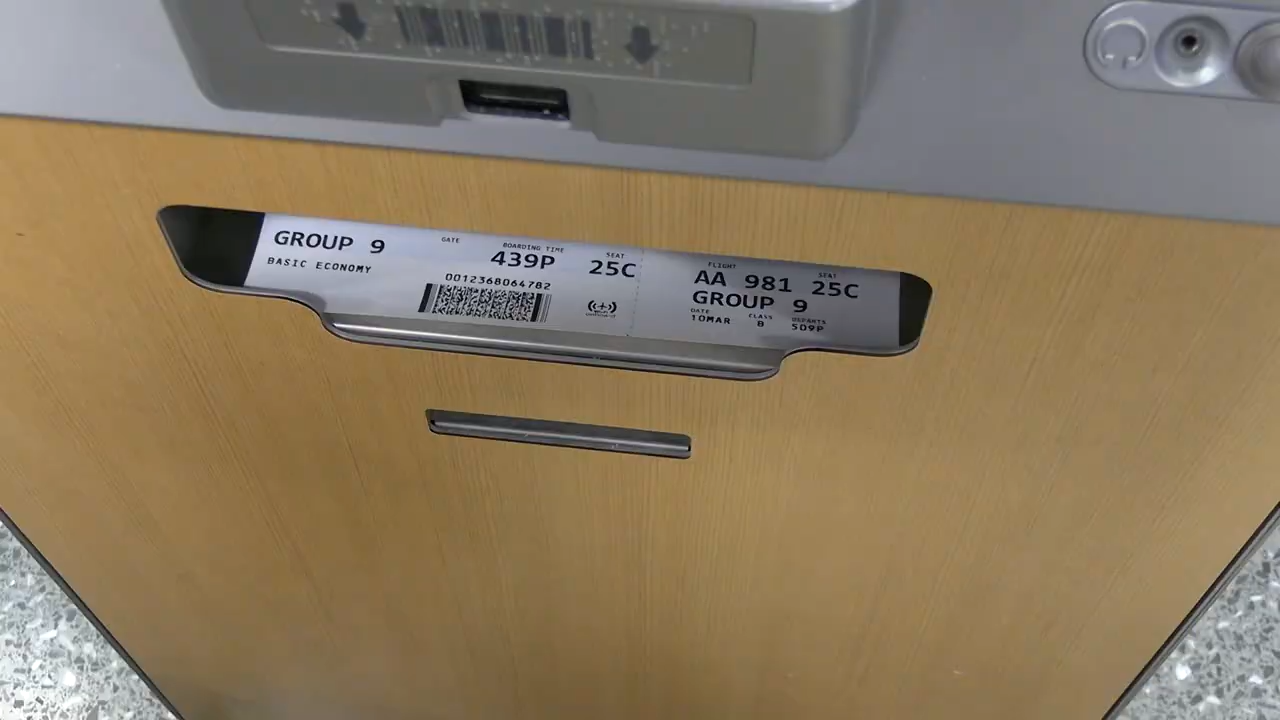 GROUP 9
BASIC ECONOMY
GATE
BOARDING TIME
439P
SEAT
25C
0012368064782
FLIGHT
AA 981
SEAT
25C
GROUP 9
DATE
10MAR
CLASS
B
DEPARTS
509P